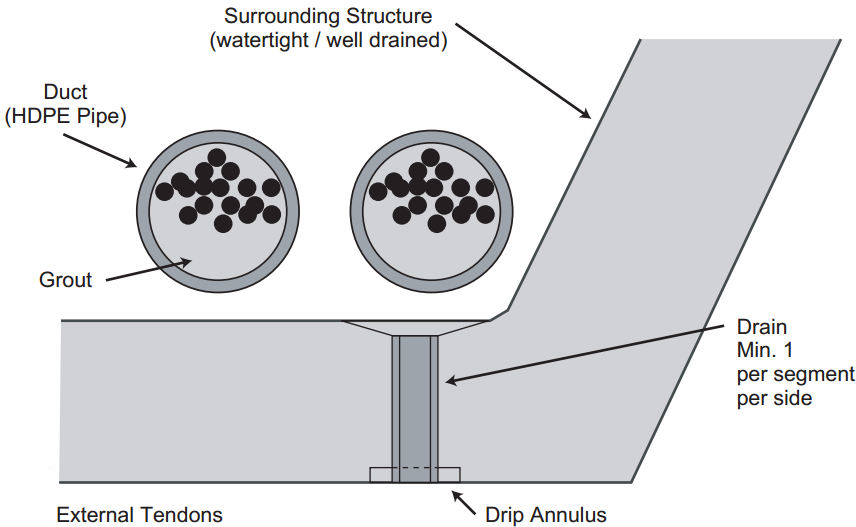 Surrounding Structure
(watertight / well drained)
Duct
(HDPE Pipe)
Grout
Drain
Min. 1
per segment
per side
External Tendons
Drip Annulus